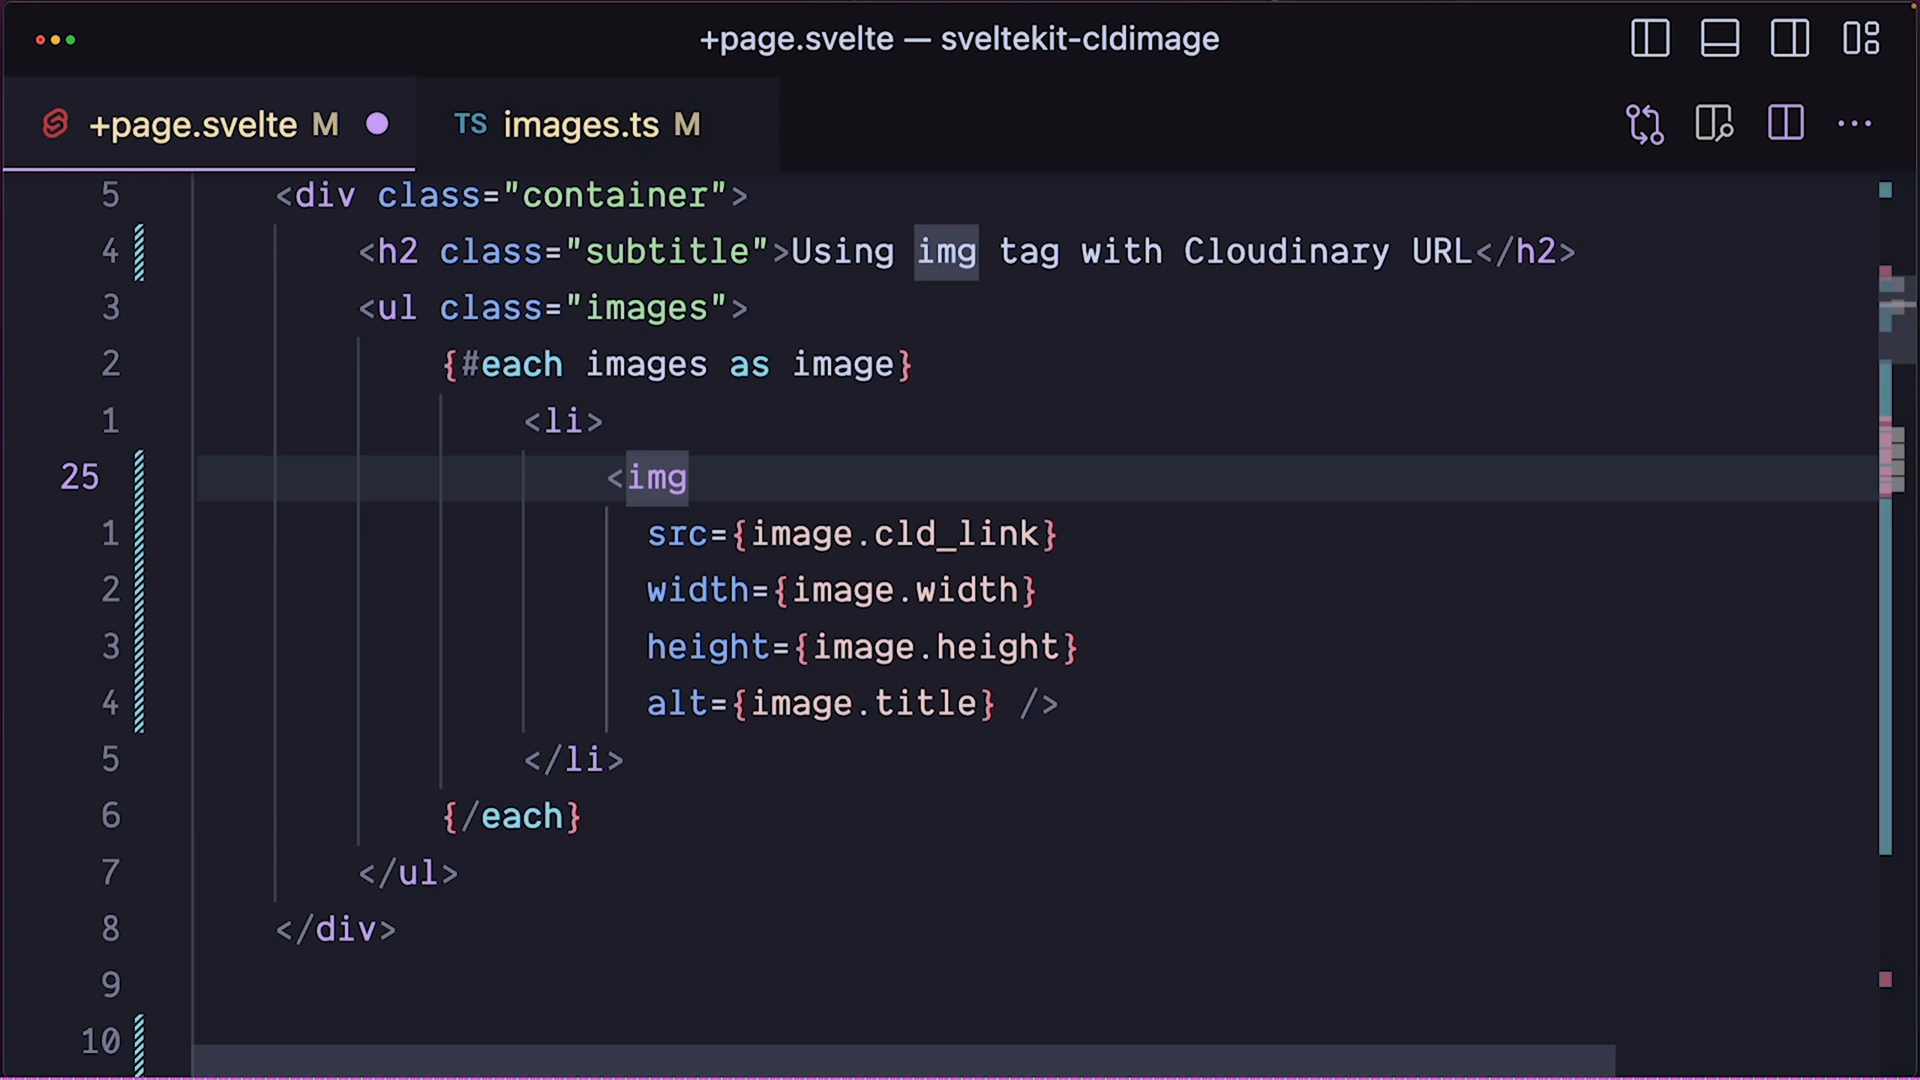 +page.svelte — sveltekit-cldimage
+page.svelte M
TS images.ts M
5 <div class="container">
4 <h2 class="subtitle">Using img tag with Cloudinary URL</h2>
3 <ul class="images">
2 {#each images as image}
1 <li>
25 <img
1 src={image.cld_link}
2 width={image.width}
3 height={image.height}
4 alt={image.title} />
5 </li>
6 {/each}
7 </ul>
8 </div>
9
10